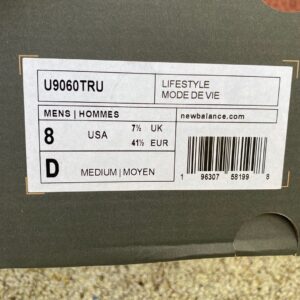 U9060TRU
LIFESTYLE
MODE DE VIE
MENS | HOMMES
newbalance.com
8 USA 7½ UK
41½ EUR
D MEDIUM | MOYEN
1 96307 58199 8